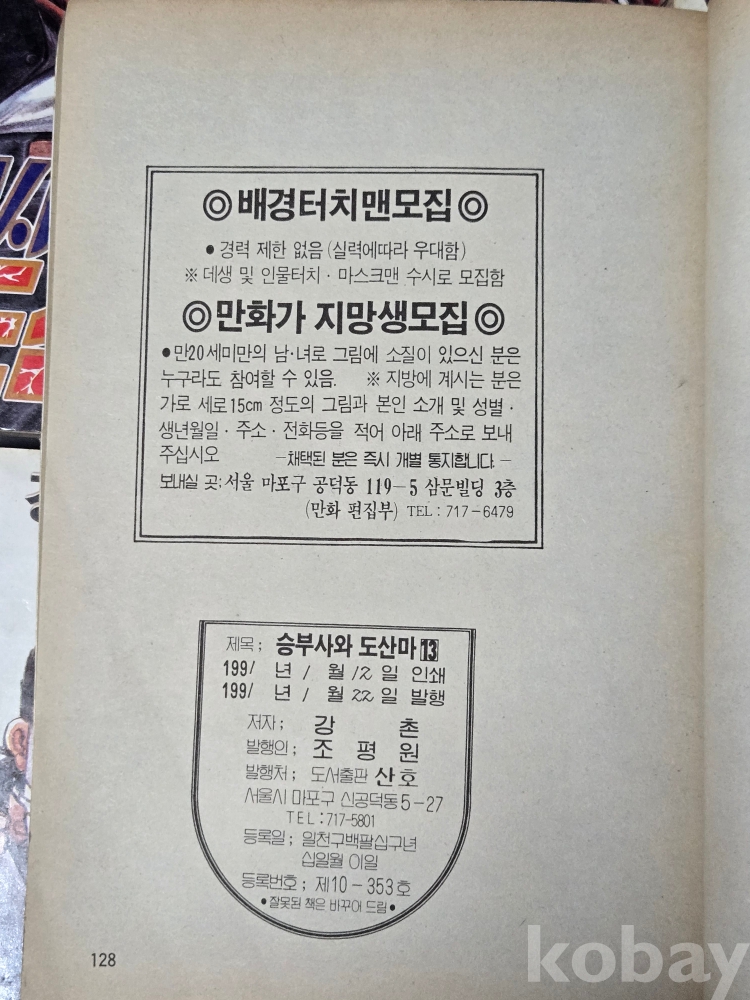 ◎배경터치맨모집◎
● 경력 제한 없음 (실력에따라 우대함)
※ 데생 및 인물터치 · 마스크맨 수시로 모집함
◎만화가 지망생모집◎
●만20세미만의 남·녀로 그림에 소질이 있으신 분은
누구라도 참여할 수 있음. ※ 지방에 계시는 분은
가로 세로 15cm 정도의 그림과 본인 소개 및 성별·
생년월일 · 주소 · 전화등을 적어 아래 주소로 보내
주십시오 —채택된 분은 즉시 개별 통지합니다.—
보내실 곳: 서울 마포구 공덕동 119—5 삼문빌딩 3층
(만화 편집부) TEL : 717—6479
제목 ; 승부사와 도산마 13
1991 년 1 월 12 일 인쇄
1991 년 1 월 22 일 발행
저자 ; 강 촌
발행인 ; 조 평 원
발행처 ; 도서출판 산호
서울시 마포구 신공덕동 5-27
TEL : 717-5801
등록일 ; 일천구백팔십구년
십일월 이일
등록번호 ; 제10-353호
●잘못된 책은 바꾸어 드림●
128
kobay